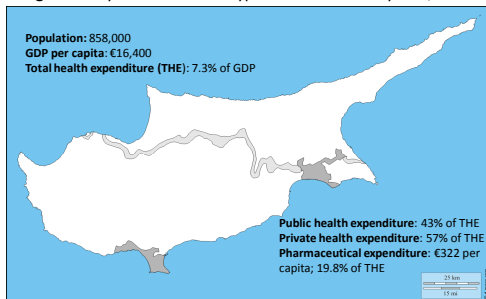 Population: 858,000
GDP per capita: €16,400
Total health expenditure (THE): 7.3% of GDP
Public health expenditure: 43% of THE
Private health expenditure: 57% of THE
Pharmaceutical expenditure: €322 per
capita; 19.8% of THE
25 km
15 mi